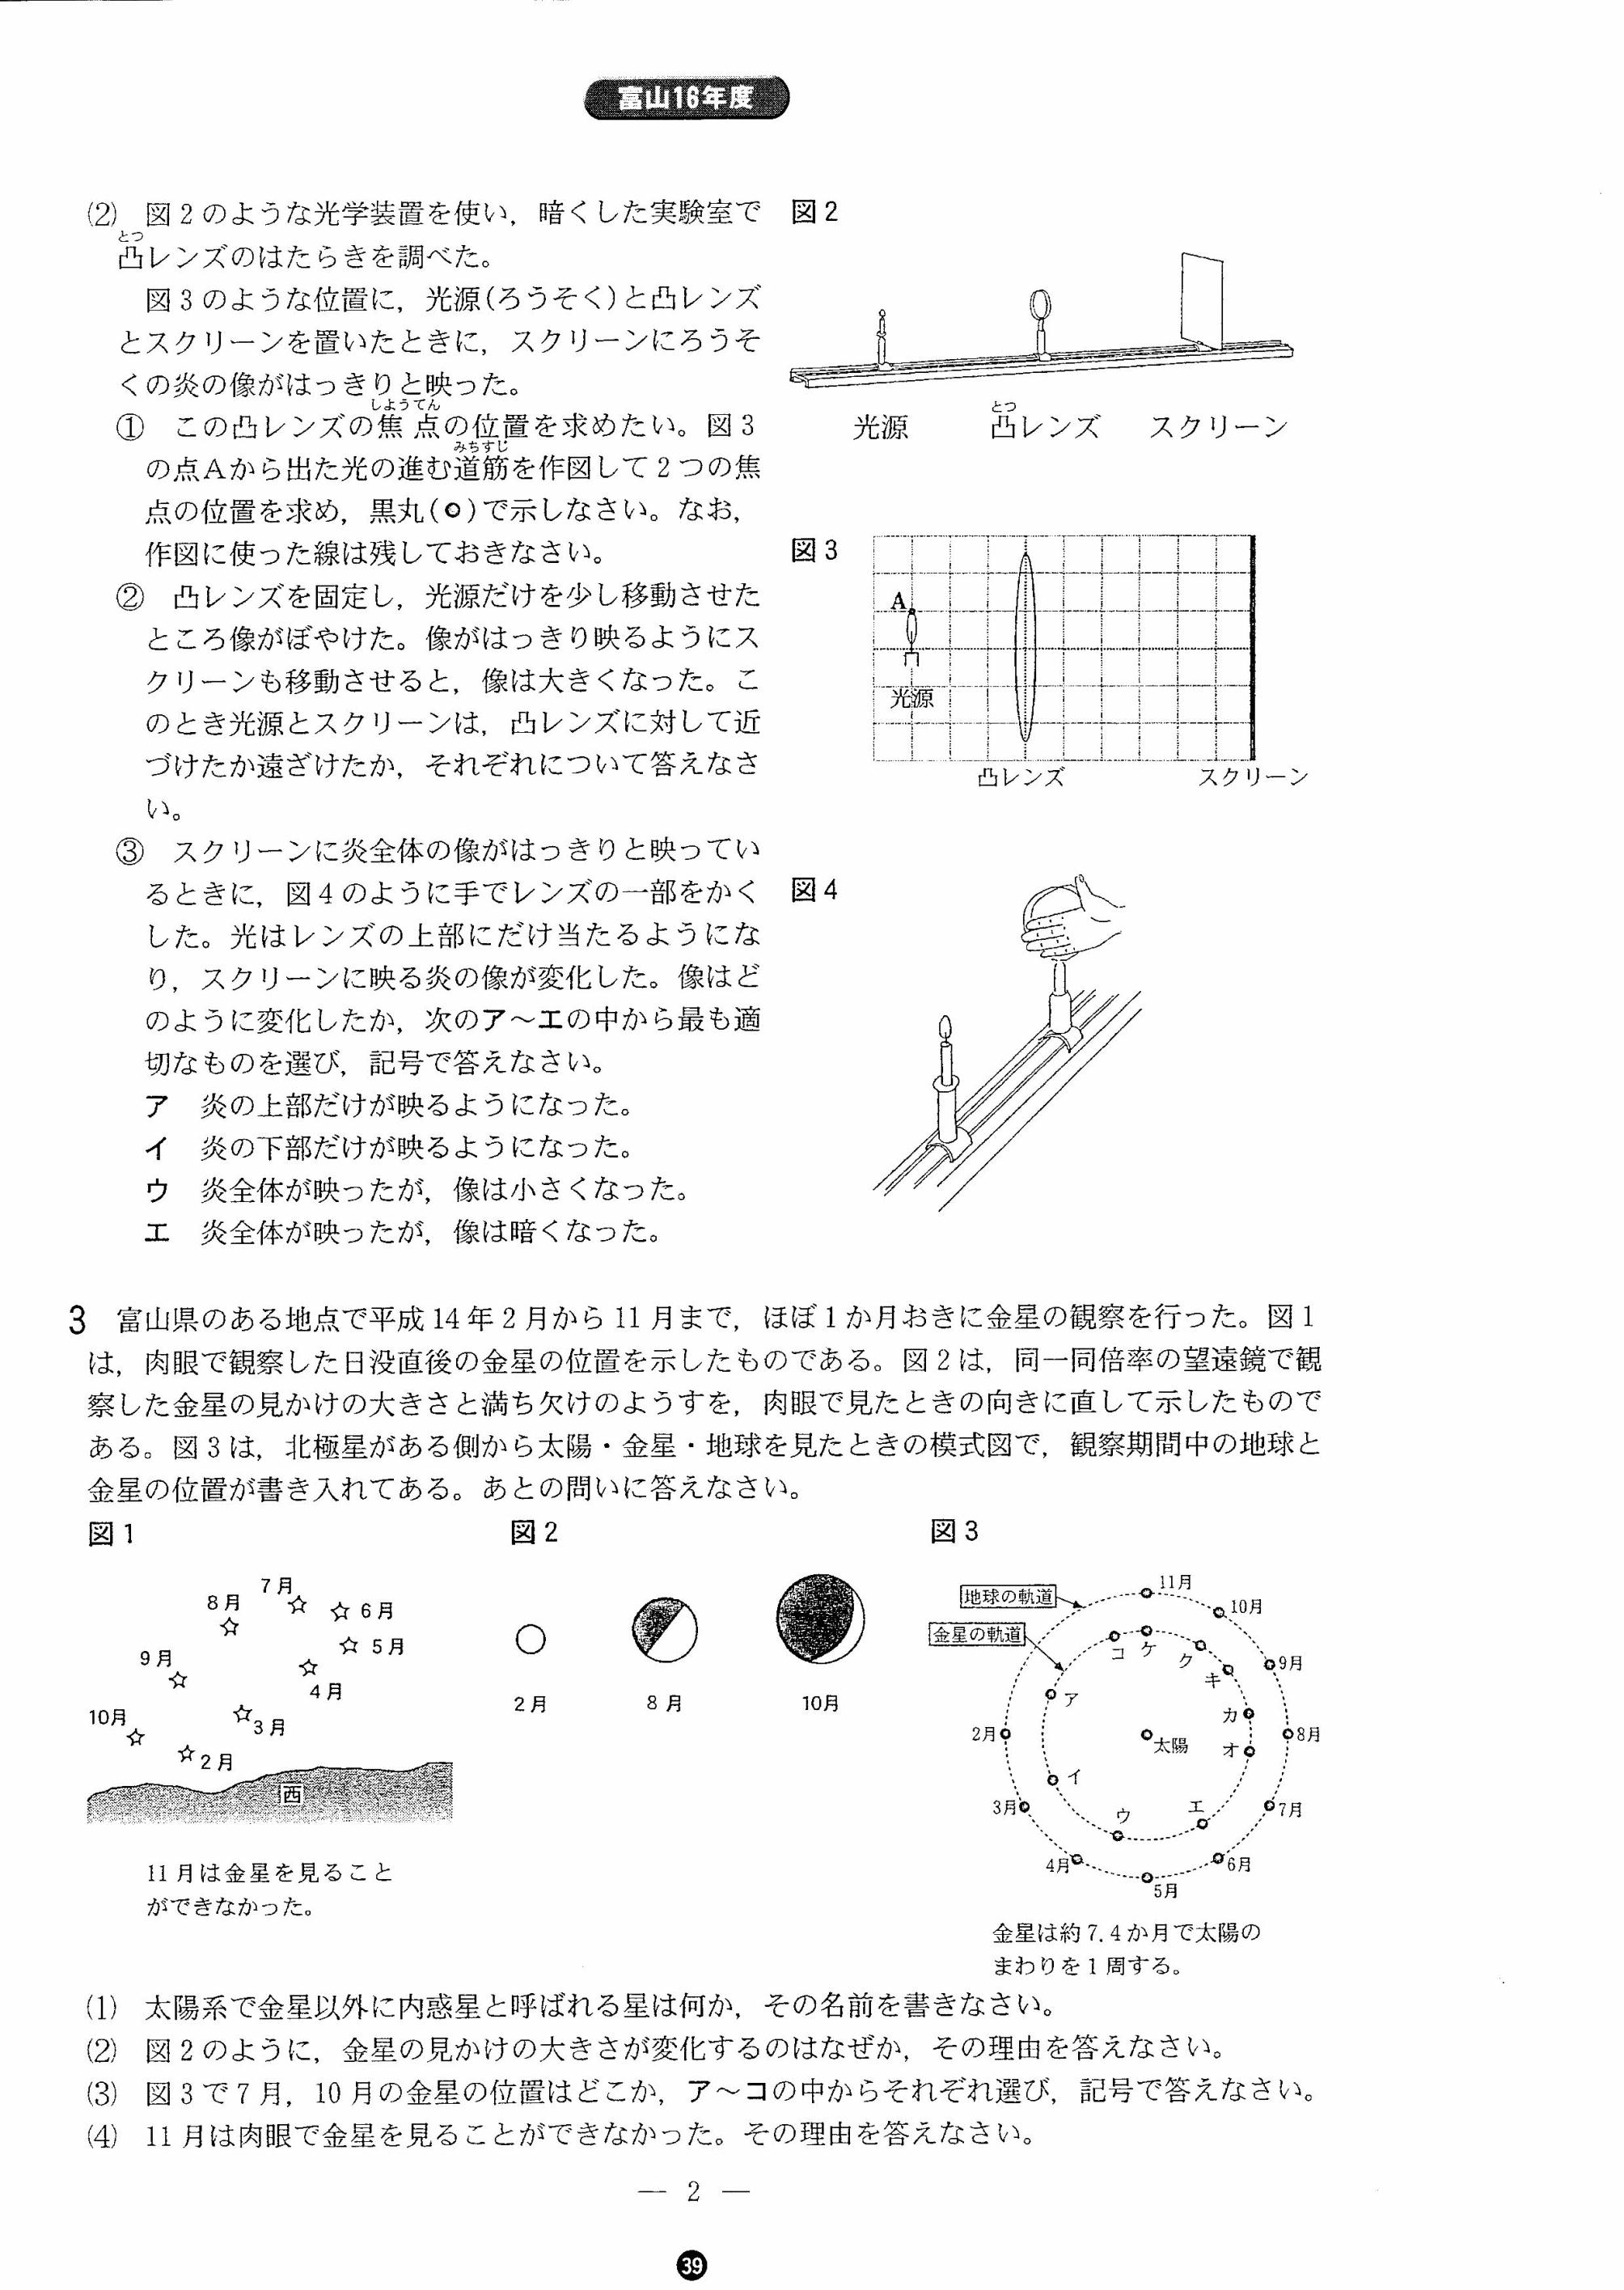 富山16年度
(2) 図2のような光学装置を使い，暗くした実験室で
とつ
凸レンズのはたらきを調べた。
図3のような位置に，光源(ろうそく)と凸レンズ
とスクリーンを置いたときに，スクリーンにろうそ
くの炎の像がはっきりと映った。
しようてん
① この凸レンズの焦点の位置を求めたい。図3
みちすじ
の点Aから出た光の進む道筋を作図して2つの焦
点の位置を求め，黒丸(●)で示しなさい。なお，
作図に使った線は残しておきなさい。
② 凸レンズを固定し，光源だけを少し移動させた
ところ像がぼやけた。像がはっきり映るようにス
クリーンも移動させると，像は大きくなった。こ
のとき光源とスクリーンは，凸レンズに対して近
づけたか遠ざけたか，それぞれについて答えなさ
い。
③ スクリーンに炎全体の像がはっきりと映ってい
るときに，図4のように手でレンズの一部をかく
した。光はレンズの上部にだけ当たるようにな
り，スクリーンに映る炎の像が変化した。像はど
のように変化したか，次のア～エの中から最も適
切なものを選び，記号で答えなさい。
ア 炎の上部だけが映るようになった。
イ 炎の下部だけが映るようになった。
ウ 炎全体が映ったが，像は小さくなった。
エ 炎全体が映ったが，像は暗くなった。
図2
光源
とつ
凸レンズ
スクリーン
図3
A
光源
凸レンズ
スクリーン
図4
3 富山県のある地点で平成14年2月から11月まで，ほぼ1か月おきに金星の観察を行った。図1
は，肉眼で観察した日没直後の金星の位置を示したものである。図2は，同一同倍率の望遠鏡で観
察した金星の見かけの大きさと満ち欠けのようすを，肉眼で見たときの向きに直して示したもので
ある。図3は，北極星がある側から太陽・金星・地球を見たときの模式図で，観察期間中の地球と
金星の位置が書き入れてある。あとの問いに答えなさい。
図1
7月
8月
6月
5月
9月
4月
10月
3月
2月
西
11月は金星を見ること
ができなかった。
図2
2月
8月
10月
図3
11月
地球の軌道
10月
金星の軌道
コ
ケ
ク
9月
キ
ア
カ
2月
太陽
オ
8月
イ
3月
ウ
エ
7月
4月
6月
5月
金星は約7.4か月で太陽の
まわりを1周する。
(1) 太陽系で金星以外に内惑星と呼ばれる星は何か，その名前を書きなさい。
(2) 図2のように，金星の見かけの大きさが変化するのはなぜか，その理由を答えなさい。
(3) 図3で7月，10月の金星の位置はどこか，ア～コの中からそれぞれ選び，記号で答えなさい。
(4) 11月は肉眼で金星を見ることができなかった。その理由を答えなさい。
— 2 —
39